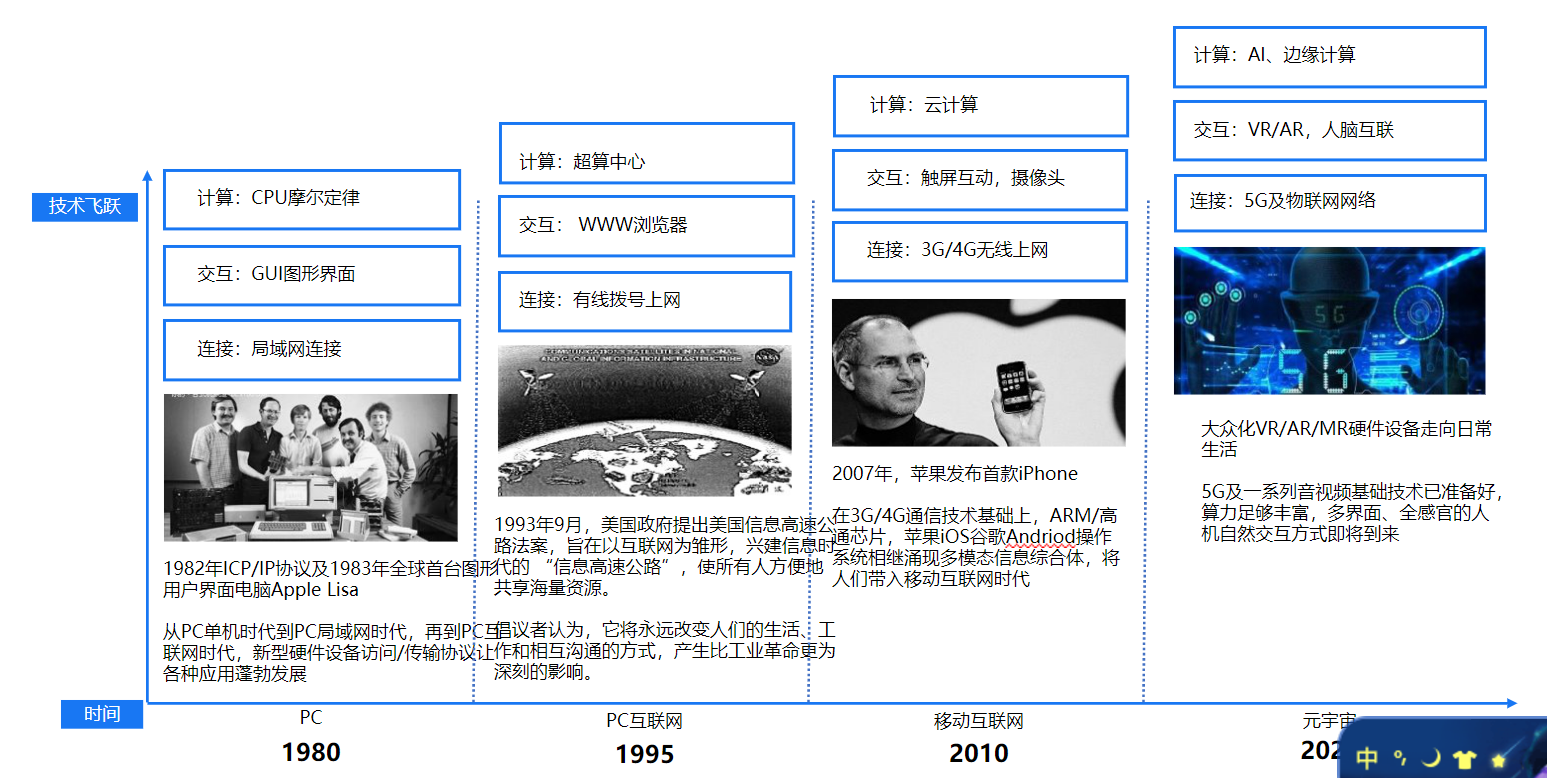 技术飞跃
计算：CPU摩尔定律
交互：GUI图形界面
连接：局域网连接
1982年ICP/IP协议及1983年全球首台图形
用户界面电脑Apple Lisa
从PC单机时代到PC局域网时代，再到PC互
联网时代，新型硬件设备访问/传输协议让
各种应用蓬勃发展
计算：超算中心
交互： WWW浏览器
连接：有线拨号上网
COMMUNICATIONS SATELLITES IN NATIONAL
AND GLOBAL INFORMATION INFRASTRUCTURE
NASA
1993年9月，美国政府提出美国信息高速公
路法案，旨在以互联网为雏形，兴建信息时
代的 “信息高速公路”，使所有人方便地
共享海量资源。
倡议者认为，它将永远改变人们的生活、工
作和相互沟通的方式，产生比工业革命更为
深刻的影响。
计算：云计算
交互：触屏互动，摄像头
连接：3G/4G无线上网
2007年，苹果发布首款iPhone
在3G/4G通信技术基础上，ARM/高
通芯片，苹果iOS谷歌Andriod操作
系统相继涌现多模态信息综合体，将
人们带入移动互联网时代
计算：AI、边缘计算
交互：VR/AR，人脑互联
连接：5G及物联网网络
5G
5G
大众化VR/AR/MR硬件设备走向日常
生活
5G及一系列音视频基础技术已准备好，
算力足够丰富，多界面、全感官的人
机自然交互方式即将到来
时间
PC
1980
PC互联网
1995
移动互联网
2010
元宇宙
中